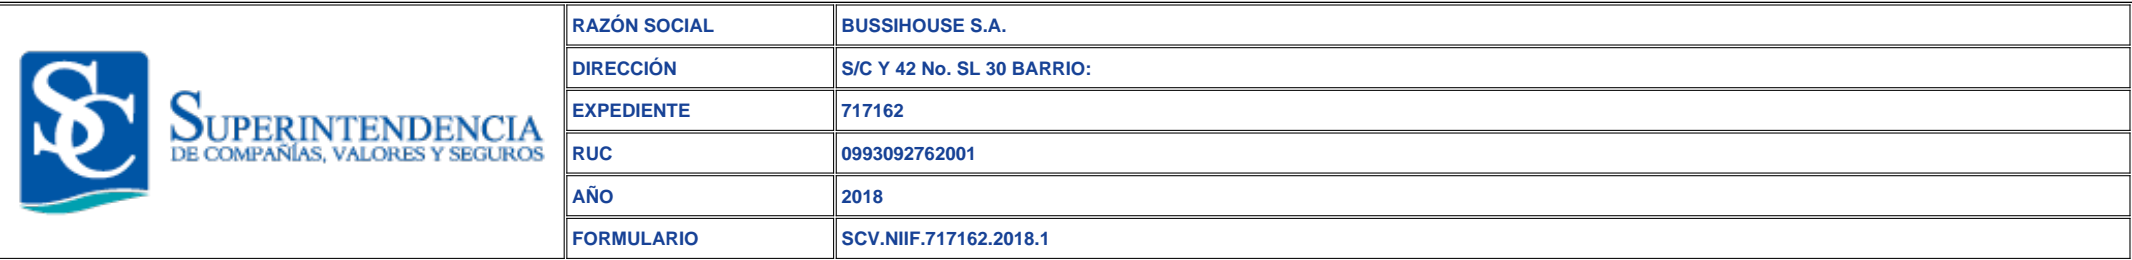 SC
SUPERINTENDENCIA
DE COMPAÑÍAS, VALORES Y SEGUROS
RAZÓN SOCIAL BUSSIHOUSE S.A.
DIRECCIÓN S/C Y 42 No. SL 30 BARRIO:
EXPEDIENTE 717162
RUC 0993092762001
AÑO 2018
FORMULARIO SCV.NIIF.717162.2018.1